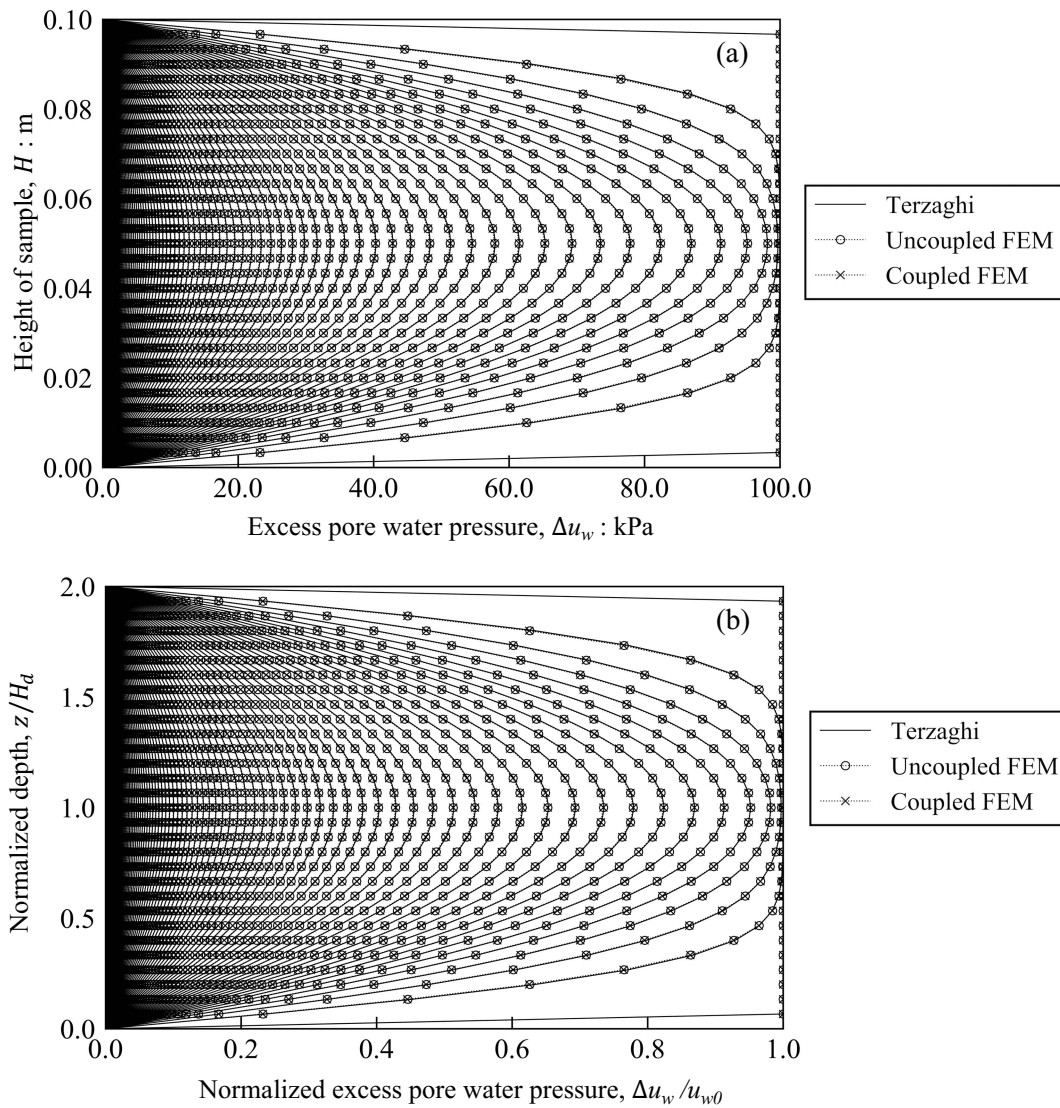 0.10
0.08
0.06
0.04
0.02
0.00
Height of sample, H : m
(a)
0.0 20.0 40.0 60.0 80.0 100.0
Excess pore water pressure, Δu_w : kPa
Terzaghi
Uncoupled FEM
Coupled FEM
2.0
1.5
1.0
0.5
0.0
Normalized depth, z/H_d
(b)
0.0 0.2 0.4 0.6 0.8 1.0
Normalized excess pore water pressure, Δu_w/u_w0
Terzaghi
Uncoupled FEM
Coupled FEM